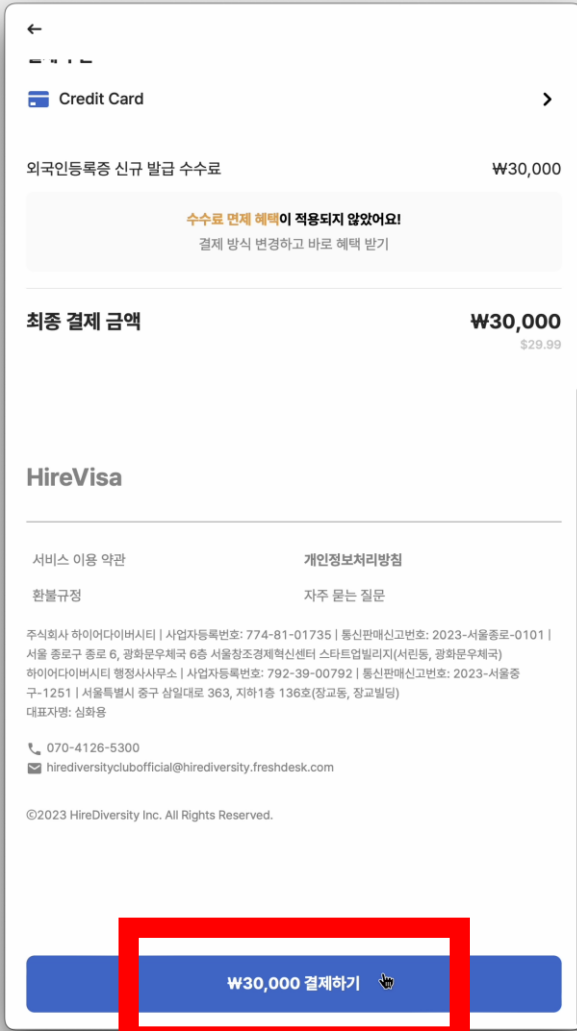 Credit Card
외국인등록증 신규 발급 수수료 ₩30,000
수수료 면제 혜택이 적용되지 않았어요!
결제 방식 변경하고 바로 혜택 받기
최종 결제 금액 ₩30,000
$29.99
HireVisa
서비스 이용 약관 개인정보처리방침
환불규정 자주 묻는 질문
주식회사 하이어다이버시티 | 사업자등록번호: 774-81-01735 | 통신판매신고번호: 2023-서울종로-0101 |
서울 종로구 종로 6, 광화문우체국 6층 서울창조경제혁신센터 스타트업빌리지(서린동, 광화문우체국)
하이어다이버시티 행정사사무소 | 사업자등록번호: 792-39-00792 | 통신판매신고번호: 2023-서울중
구-1251 | 서울특별시 중구 삼일대로 363, 지하1층 136호(장교동, 장교빌딩)
대표자명: 심화용
070-4126-5300
hirediversityclubofficial@hirediversity.freshdesk.com
©2023 HireDiversity Inc. All Rights Reserved.
₩30,000 결제하기